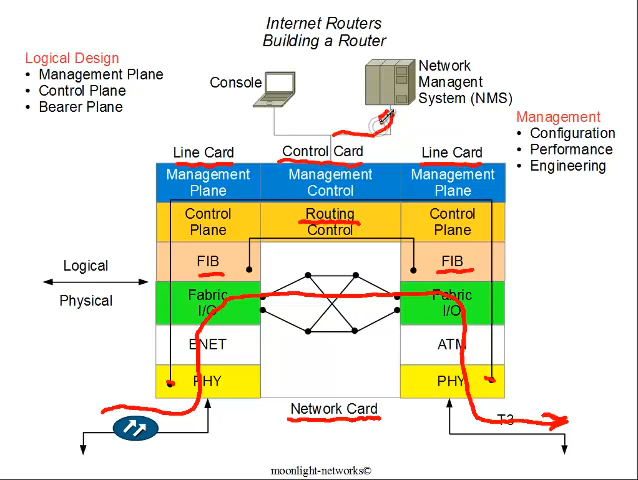 Internet Routers
Building a Router
Logical Design
• Management Plane
• Control Plane
• Bearer Plane
Console
Network
Managent
System (NMS)
Management
• Configuration
• Performance
• Engineering
Line Card
Control Card
Line Card
Management
Plane
Management
Control
Management
Plane
Control
Plane
Routing
Control
Control
Plane
FIB
FIB
Logical
Physical
Fabric
I/O
Fabric
I/O
ENET
ATM
PHY
PHY
Network Card
T3
moonlight-networks©